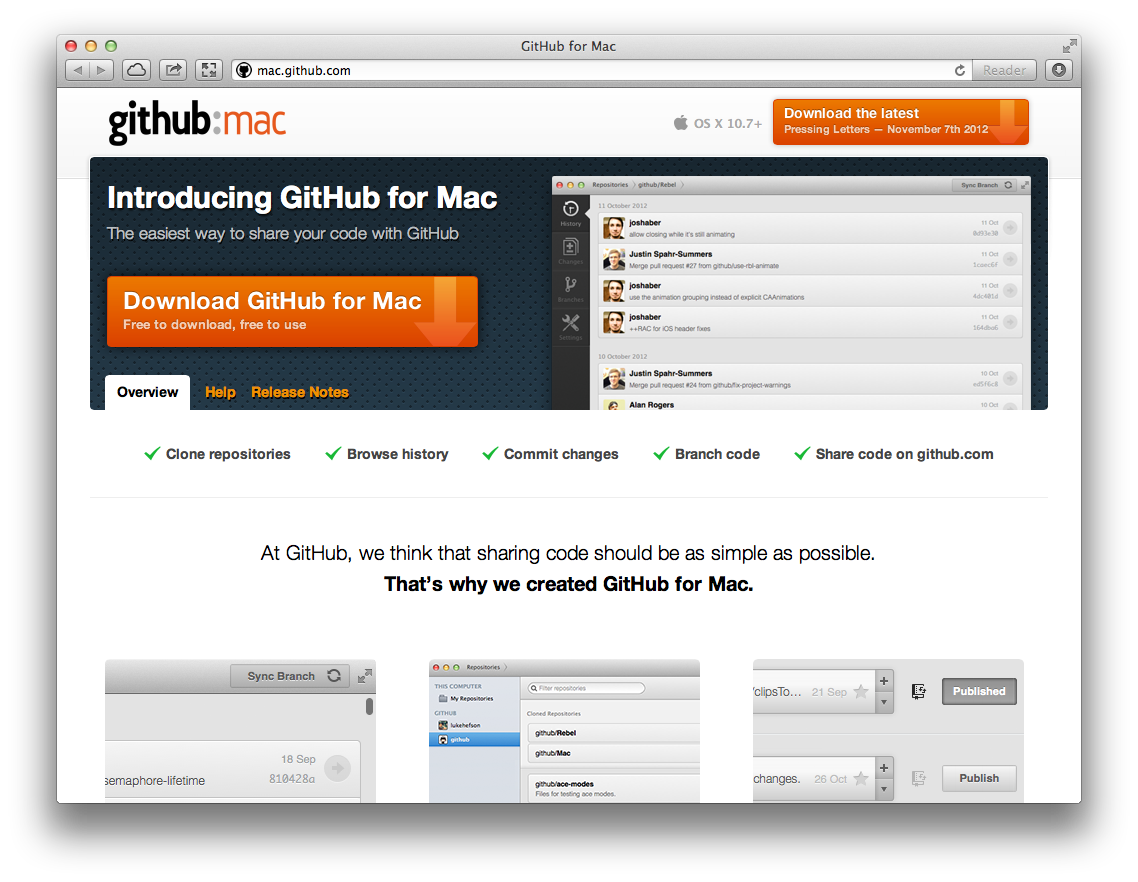 GitHub for Mac
mac.github.com
Reader
github:mac
OS X 10.7+
Download the latest
Pressing Letters — November 7th 2012
Introducing GitHub for Mac
The easiest way to share your code with GitHub
Download GitHub for Mac
Free to download, free to use
Overview
Help
Release Notes
Repositories
github/Rebel
Sync Branch
History
Changes
Branches
Settings
11 October 2012
joshaber
11 Oct
allow closing while it's still animating
8d93e30
Justin Spahr-Summers
11 Oct
Merge pull request #27 from github/use-rbl-animate
1caec6f
joshaber
11 Oct
use the animation grouping instead of explicit CAAnimations
4dc401d
joshaber
11 Oct
++RAC for iOS header fixes
164dba6
10 October 2012
Justin Spahr-Summers
10 Oct
Merge pull request #24 from github/fix-project-warnings
ed5f6c8
Alan Rogers
10 Oct
Clone repositories
Browse history
Commit changes
Branch code
Share code on github.com
At GitHub, we think that sharing code should be as simple as possible.
That's why we created GitHub for Mac.
Sync Branch
18 Sep
semaphore-lifetime
810428a
Repositories
THIS COMPUTER
My Repositories
GITHUB
lukehefson
github
Filter repositories
Cloned Repositories
github/Rebel
github/Mac
github/ace-modes
Files for testing ace modes.
/clipsTo...
21 Sep
Published
changes.
26 Oct
Publish